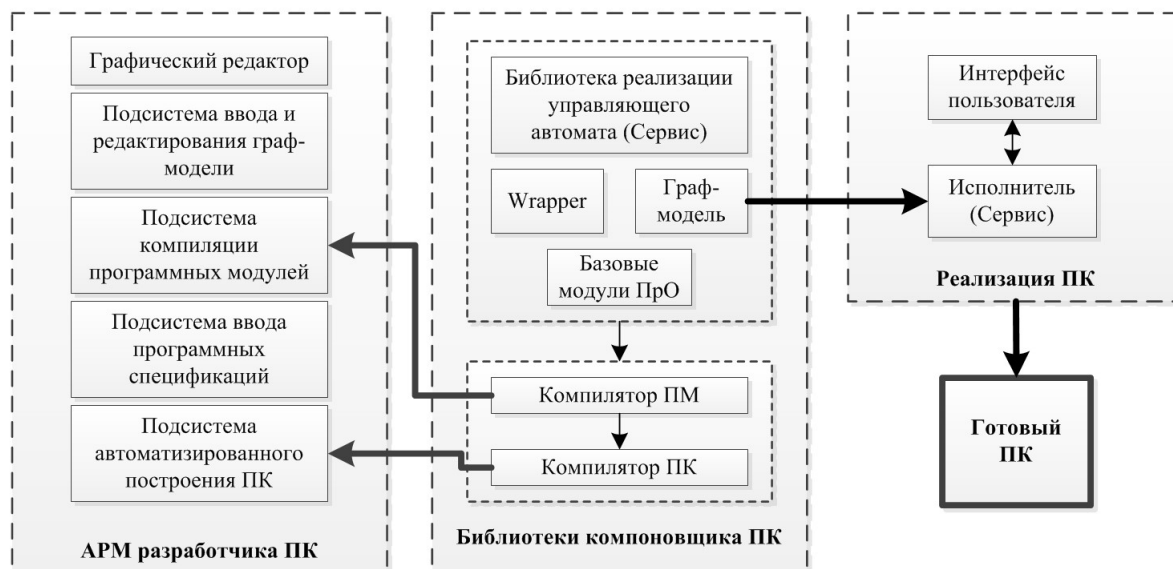 Графический редактор
Подсистема ввода и
редактирования граф-
модели
Подсистема
компиляции
программных модулей
Подсистема ввода
программных
спецификаций
Подсистема
автоматизированного
построения ПК
АРМ разработчика ПК
Библиотека реализации
управляющего
автомата (Сервис)
Wrapper
Граф-
модель
Базовые
модули ПрО
Компилятор ПМ
Компилятор ПК
Библиотеки компоновщика ПК
Интерфейс
пользователя
Исполнитель
(Сервис)
Реализация ПК
Готовый
ПК